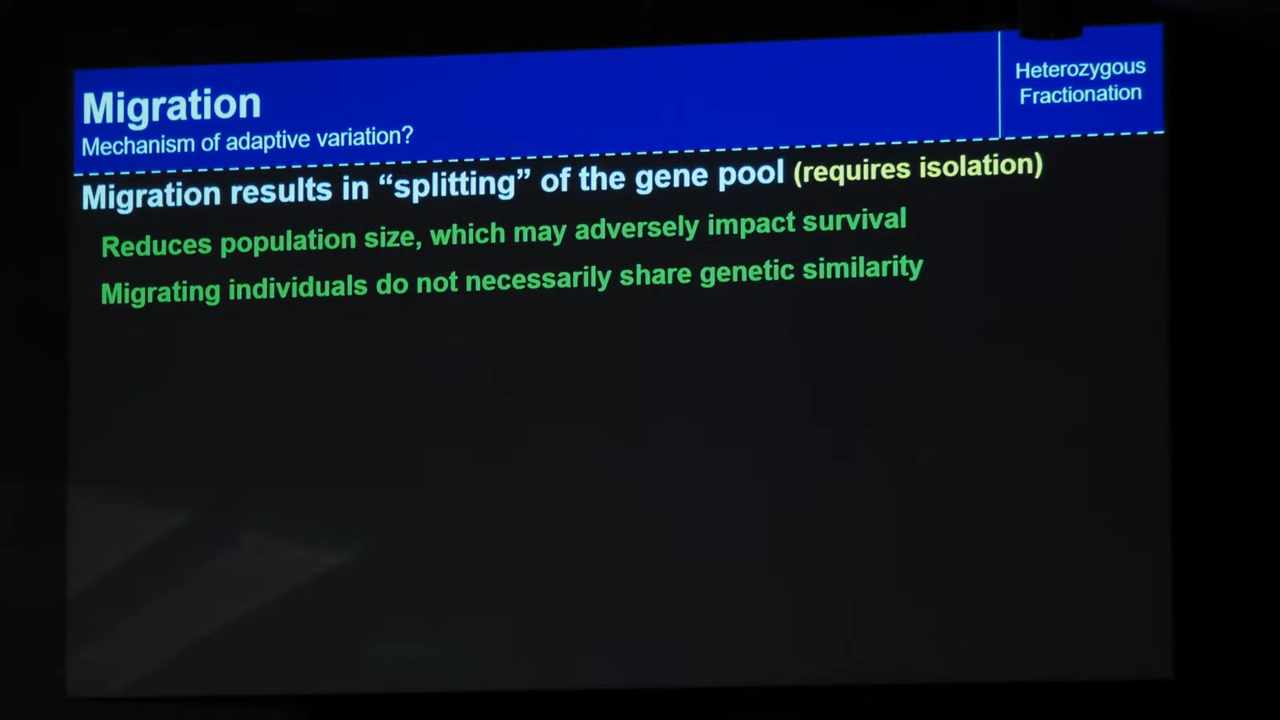 Migration
Mechanism of adaptive variation?
Heterozygous
Fractionation
Migration results in “splitting” of the gene pool (requires isolation)
Reduces population size, which may adversely impact survival
Migrating individuals do not necessarily share genetic similarity